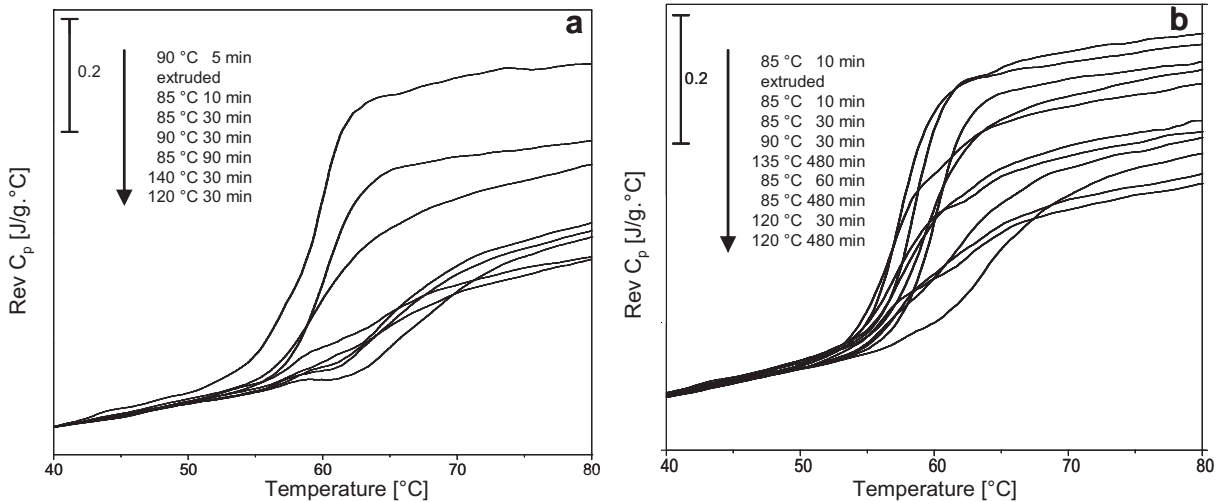 a
0.2
90 °C 5 min
extruded
85 °C 10 min
85 °C 30 min
90 °C 30 min
85 °C 90 min
140 °C 30 min
120 °C 30 min
Rev Cp [J/g.°C]
40 50 60 70 80
Temperature [°C]
b
0.2
85 °C 10 min
extruded
85 °C 10 min
85 °C 30 min
90 °C 30 min
135 °C 480 min
85 °C 60 min
85 °C 480 min
120 °C 30 min
120 °C 480 min
Rev Cp [J/g.°C]
40 50 60 70 80
Temperature [°C]